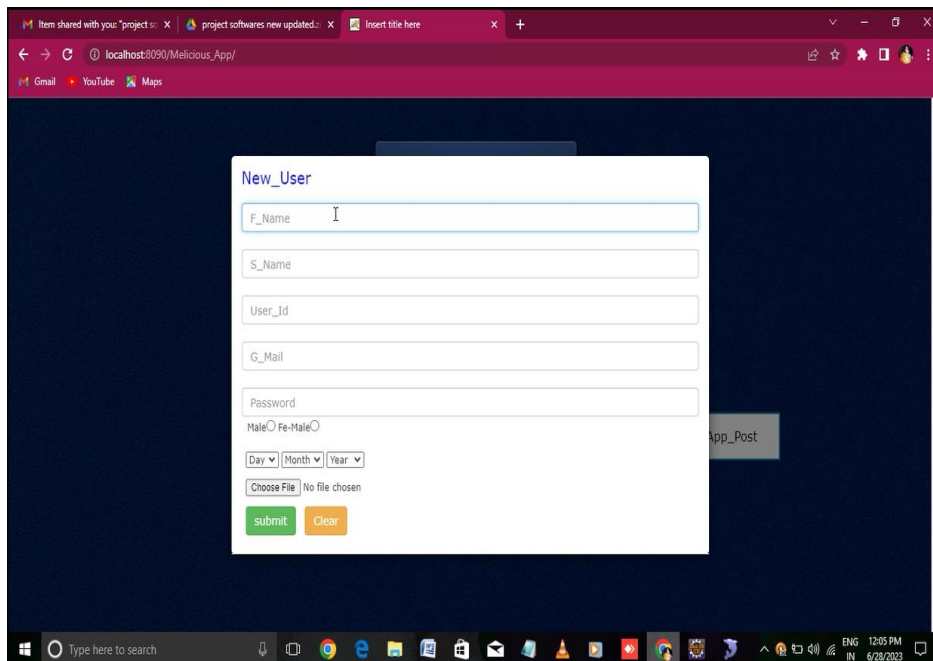 Item shared with you: "project so
project softwares new updated.z
Insert title here
localhost:8090/Melicious_App/
Gmail YouTube Maps
New_User
F_Name
S_Name
User_Id
G_Mail
Password
Male Fe-Male
App_Post
Day Month Year
Choose File No file chosen
submit Clear
Type here to search
ENG 12:05 PM
IN 6/28/2023